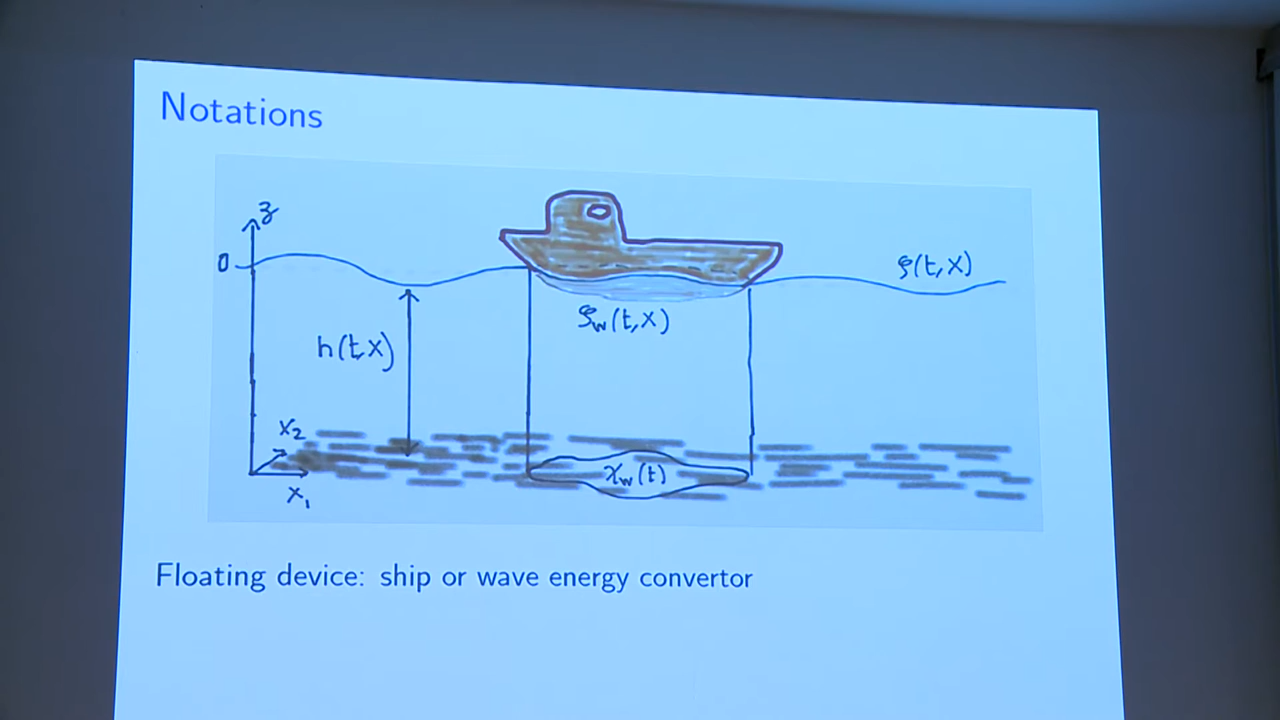 Notations
z
0
ζ(t,X)
ζw(t,X)
h(t,X)
X2
χw(t)
X1
Floating device: ship or wave energy convertor